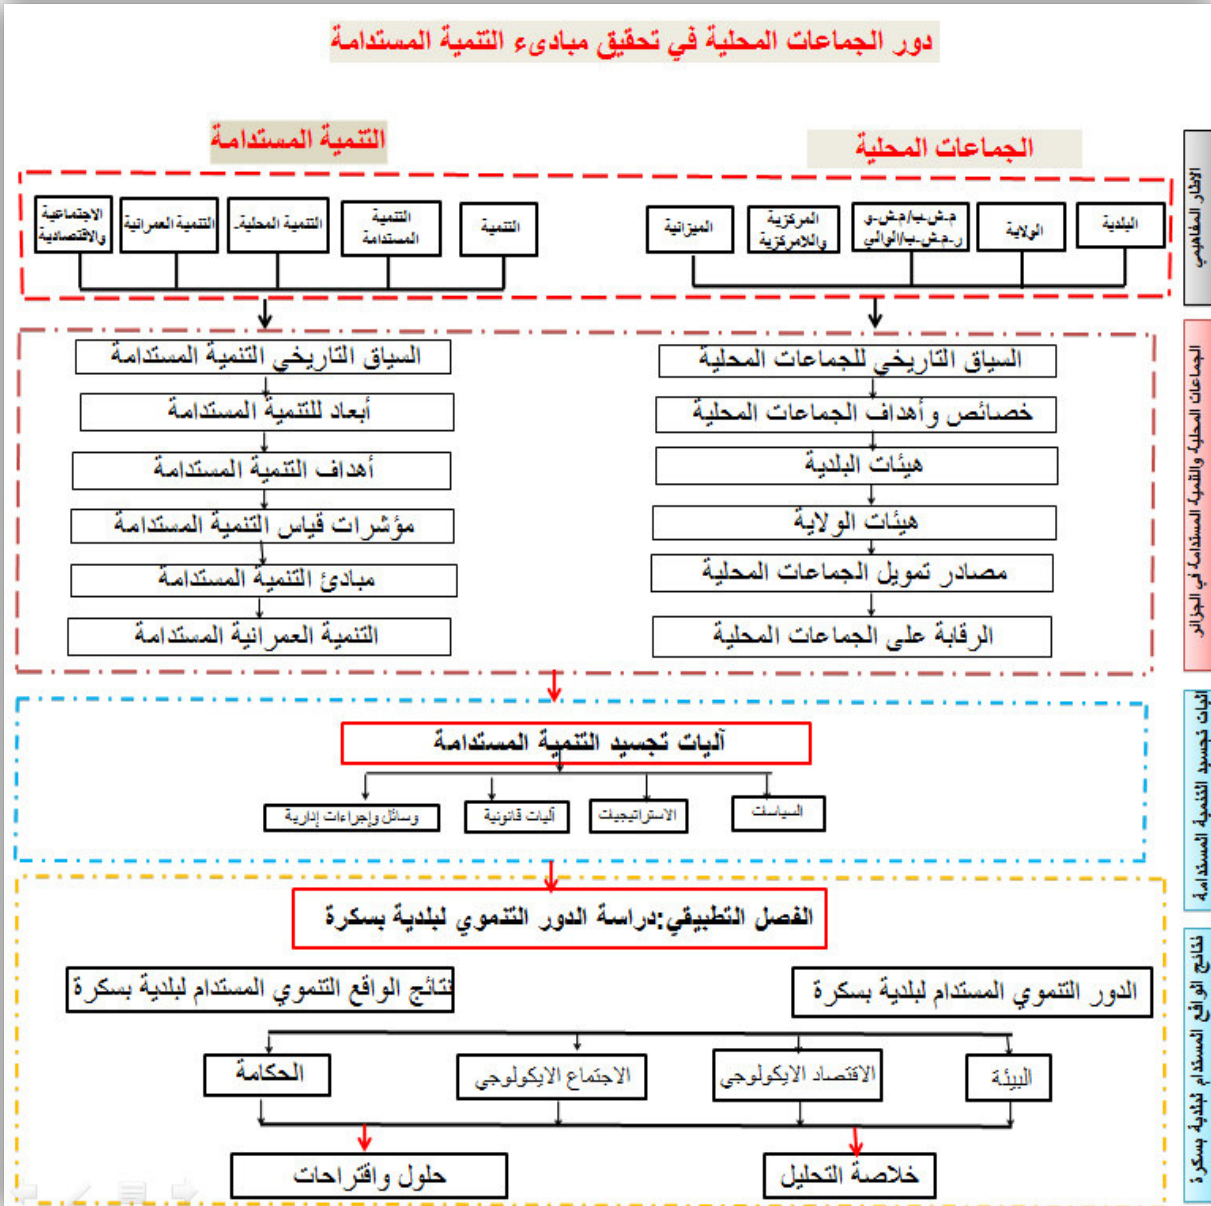 دور الجماعات المحلية في تحقيق مبادىء التنمية المستدامة
الجماعات المحلية
التنمية المستدامة
الاطار المفاهيمي
البلدية
الولاية
م.ش.ب/م.ش.و
ر.م.ش.ب/الوالي
المركزية
واللامركزية
الميزانية
التنمية
التنمية
المستدامة
التنمية المحلية.
التنمية العمرانية
الاجتماعية
والاقتصادية
الجماعات المحلية والتنمية المستدامة في الجزائر
السياق التاريخي للجماعات المحلية
خصائص وأهداف الجماعات المحلية
هيئات البلدية
هيئات الولاية
مصادر تمويل الجماعات المحلية
الرقابة على الجماعات المحلية
السياق التاريخي التنمية المستدامة
أبعاد للتنمية المستدامة
أهداف التنمية المستدامة
مؤشرات قياس التنمية المستدامة
مبادئ التنمية المستدامة
التنمية العمرانية المستدامة
اليات تجسيد التنمية المستدامة
آليات تجسيد التنمية المستدامة
السياسات
الاستراتيجيات
آليات قانونية
وسائل وإجراءات إدارية
نتائج الواقع المستدام لبلدية بسكرة
الفصل التطبيقي:دراسة الدور التنموي لبلدية بسكرة
الدور التنموي المستدام لبلدية بسكرة
نتائج الواقع التنموي المستدام لبلدية بسكرة
البيئة
الاقتصاد الايكولوجي
الاجتماع الايكولوجي
الحكامة
خلاصة التحليل
حلول واقتراحات